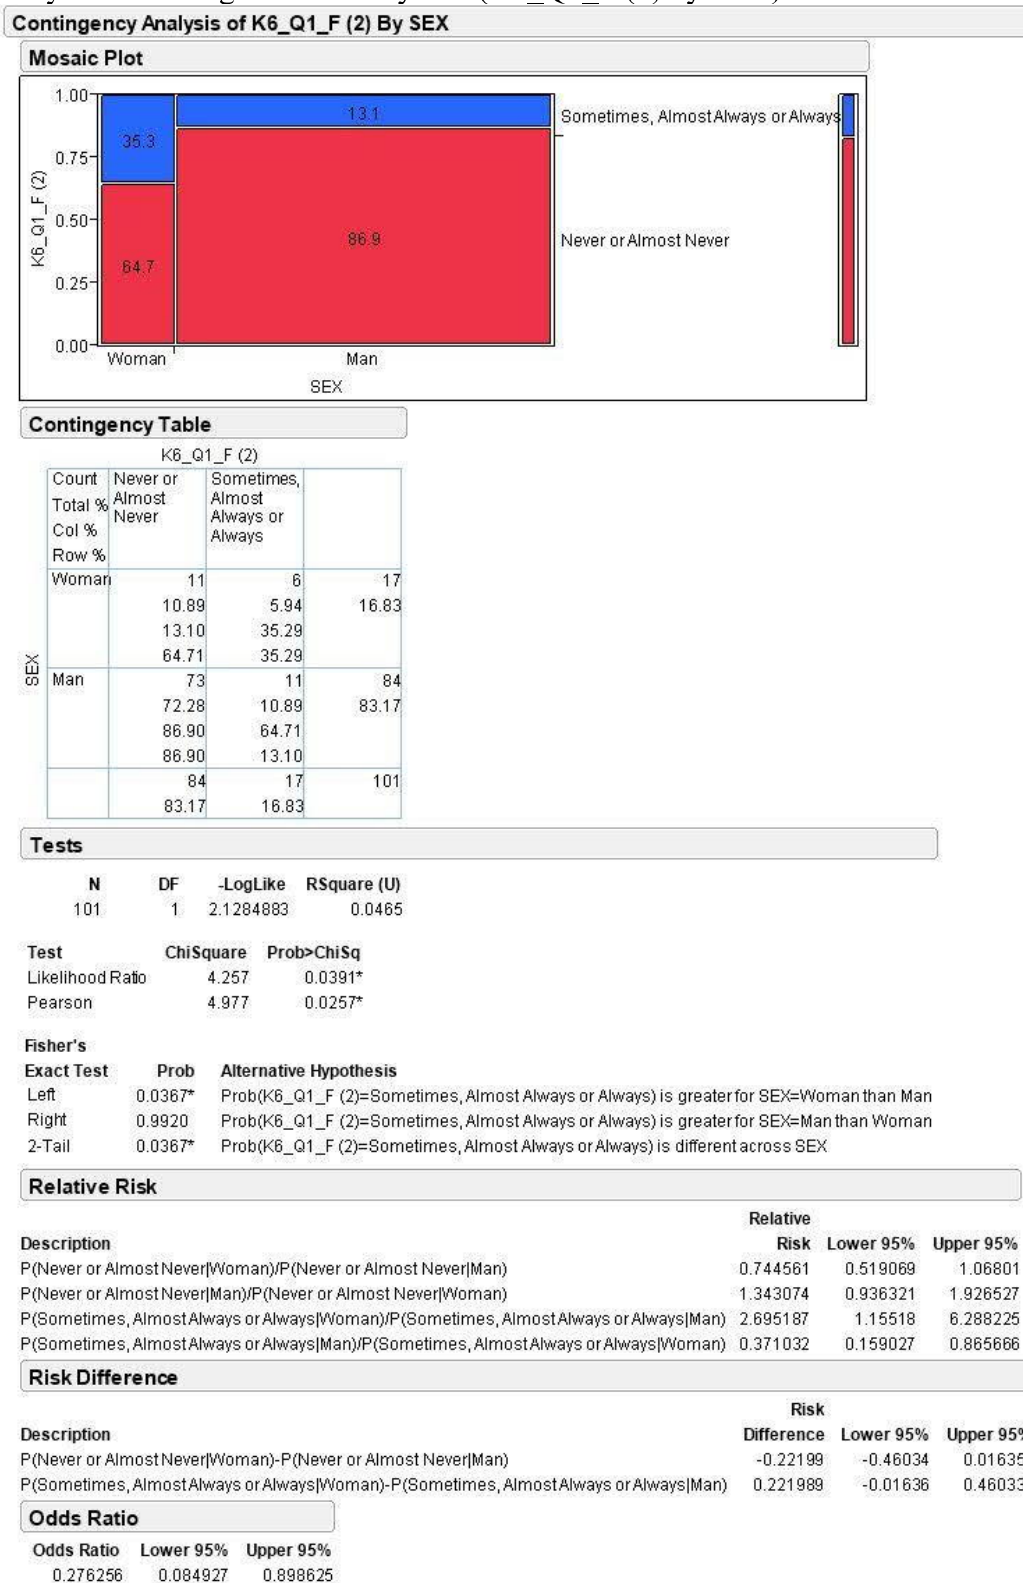 Contingency Analysis of K6_Q1_F (2) By SEX
Mosaic Plot
1.00
0.75
0.50
0.25
0.00
K6_Q1_F (2)
35.3
64.7
13.1
86.9
Sometimes, Almost Always or Always
Never or Almost Never
Woman Man
SEX
Contingency Table
K6_Q1_F (2)
Count Never or Sometimes,
Total % Almost Almost
Col % Never Always or
Row % Always
SEX
Woman 11 6 17
10.89 5.94 16.83
13.10 35.29
64.71 35.29
Man 73 11 84
72.28 10.89 83.17
86.90 64.71
86.90 13.10
84 17 101
83.17 16.83
Tests
N DF -LogLike RSquare (U)
101 1 2.1284883 0.0465
Test ChiSquare Prob>ChiSq
Likelihood Ratio 4.257 0.0391*
Pearson 4.977 0.0257*
Fisher's
Exact Test Prob Alternative Hypothesis
Left 0.0367* Prob(K6_Q1_F (2)=Sometimes, Almost Always or Always) is greater for SEX=Woman than Man
Right 0.9920 Prob(K6_Q1_F (2)=Sometimes, Almost Always or Always) is greater for SEX=Man than Woman
2-Tail 0.0367* Prob(K6_Q1_F (2)=Sometimes, Almost Always or Always) is different across SEX
Relative Risk
Relative
Description Risk Lower 95% Upper 95%
P(Never or Almost Never|Woman)/P(Never or Almost Never|Man) 0.744561 0.519069 1.06801
P(Never or Almost Never|Man)/P(Never or Almost Never|Woman) 1.343074 0.936321 1.926527
P(Sometimes, Almost Always or Always|Woman)/P(Sometimes, Almost Always or Always|Man) 2.695187 1.15518 6.288225
P(Sometimes, Almost Always or Always|Man)/P(Sometimes, Almost Always or Always|Woman) 0.371032 0.159027 0.865666
Risk Difference
Risk
Description Difference Lower 95% Upper 95%
P(Never or Almost Never|Woman)-P(Never or Almost Never|Man) -0.22199 -0.46034 0.01635
P(Sometimes, Almost Always or Always|Woman)-P(Sometimes, Almost Always or Always|Man) 0.221989 -0.01636 0.46033
Odds Ratio
Odds Ratio Lower 95% Upper 95%
0.276256 0.084927 0.898625